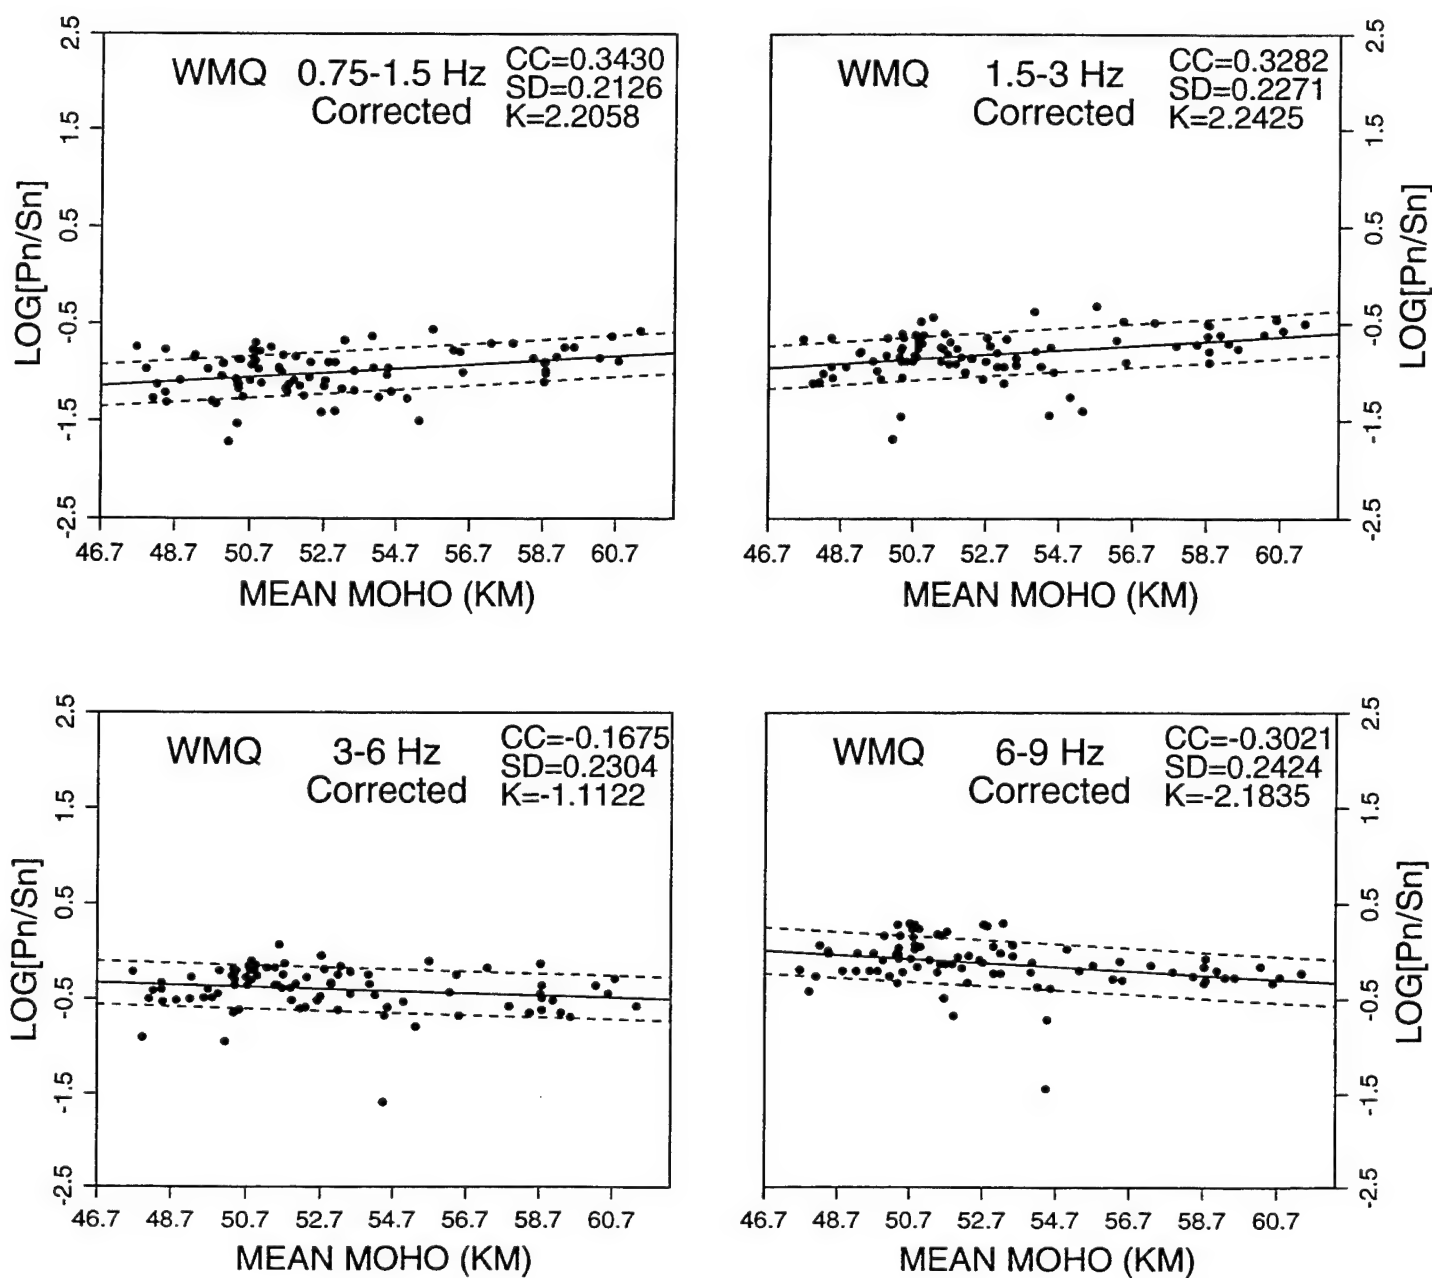 WMQ 0.75-1.5 Hz
Corrected
CC=0.3430
SD=0.2126
K=2.2058
LOG[Pn/Sn]
2.5
1.5
0.5
-0.5
-1.5
-2.5
46.7 48.7 50.7 52.7 54.7 56.7 58.7 60.7
MEAN MOHO (KM)
WMQ 1.5-3 Hz
Corrected
CC=0.3282
SD=0.2271
K=2.2425
2.5
1.5
0.5
-0.5
-1.5
-2.5
LOG[Pn/Sn]
46.7 48.7 50.7 52.7 54.7 56.7 58.7 60.7
MEAN MOHO (KM)
WMQ 3-6 Hz
Corrected
CC=-0.1675
SD=0.2304
K=-1.1122
LOG[Pn/Sn]
2.5
1.5
0.5
-0.5
-1.5
-2.5
46.7 48.7 50.7 52.7 54.7 56.7 58.7 60.7
MEAN MOHO (KM)
WMQ 6-9 Hz
Corrected
CC=-0.3021
SD=0.2424
K=-2.1835
2.5
1.5
0.5
-0.5
-1.5
-2.5
LOG[Pn/Sn]
46.7 48.7 50.7 52.7 54.7 56.7 58.7 60.7
MEAN MOHO (KM)